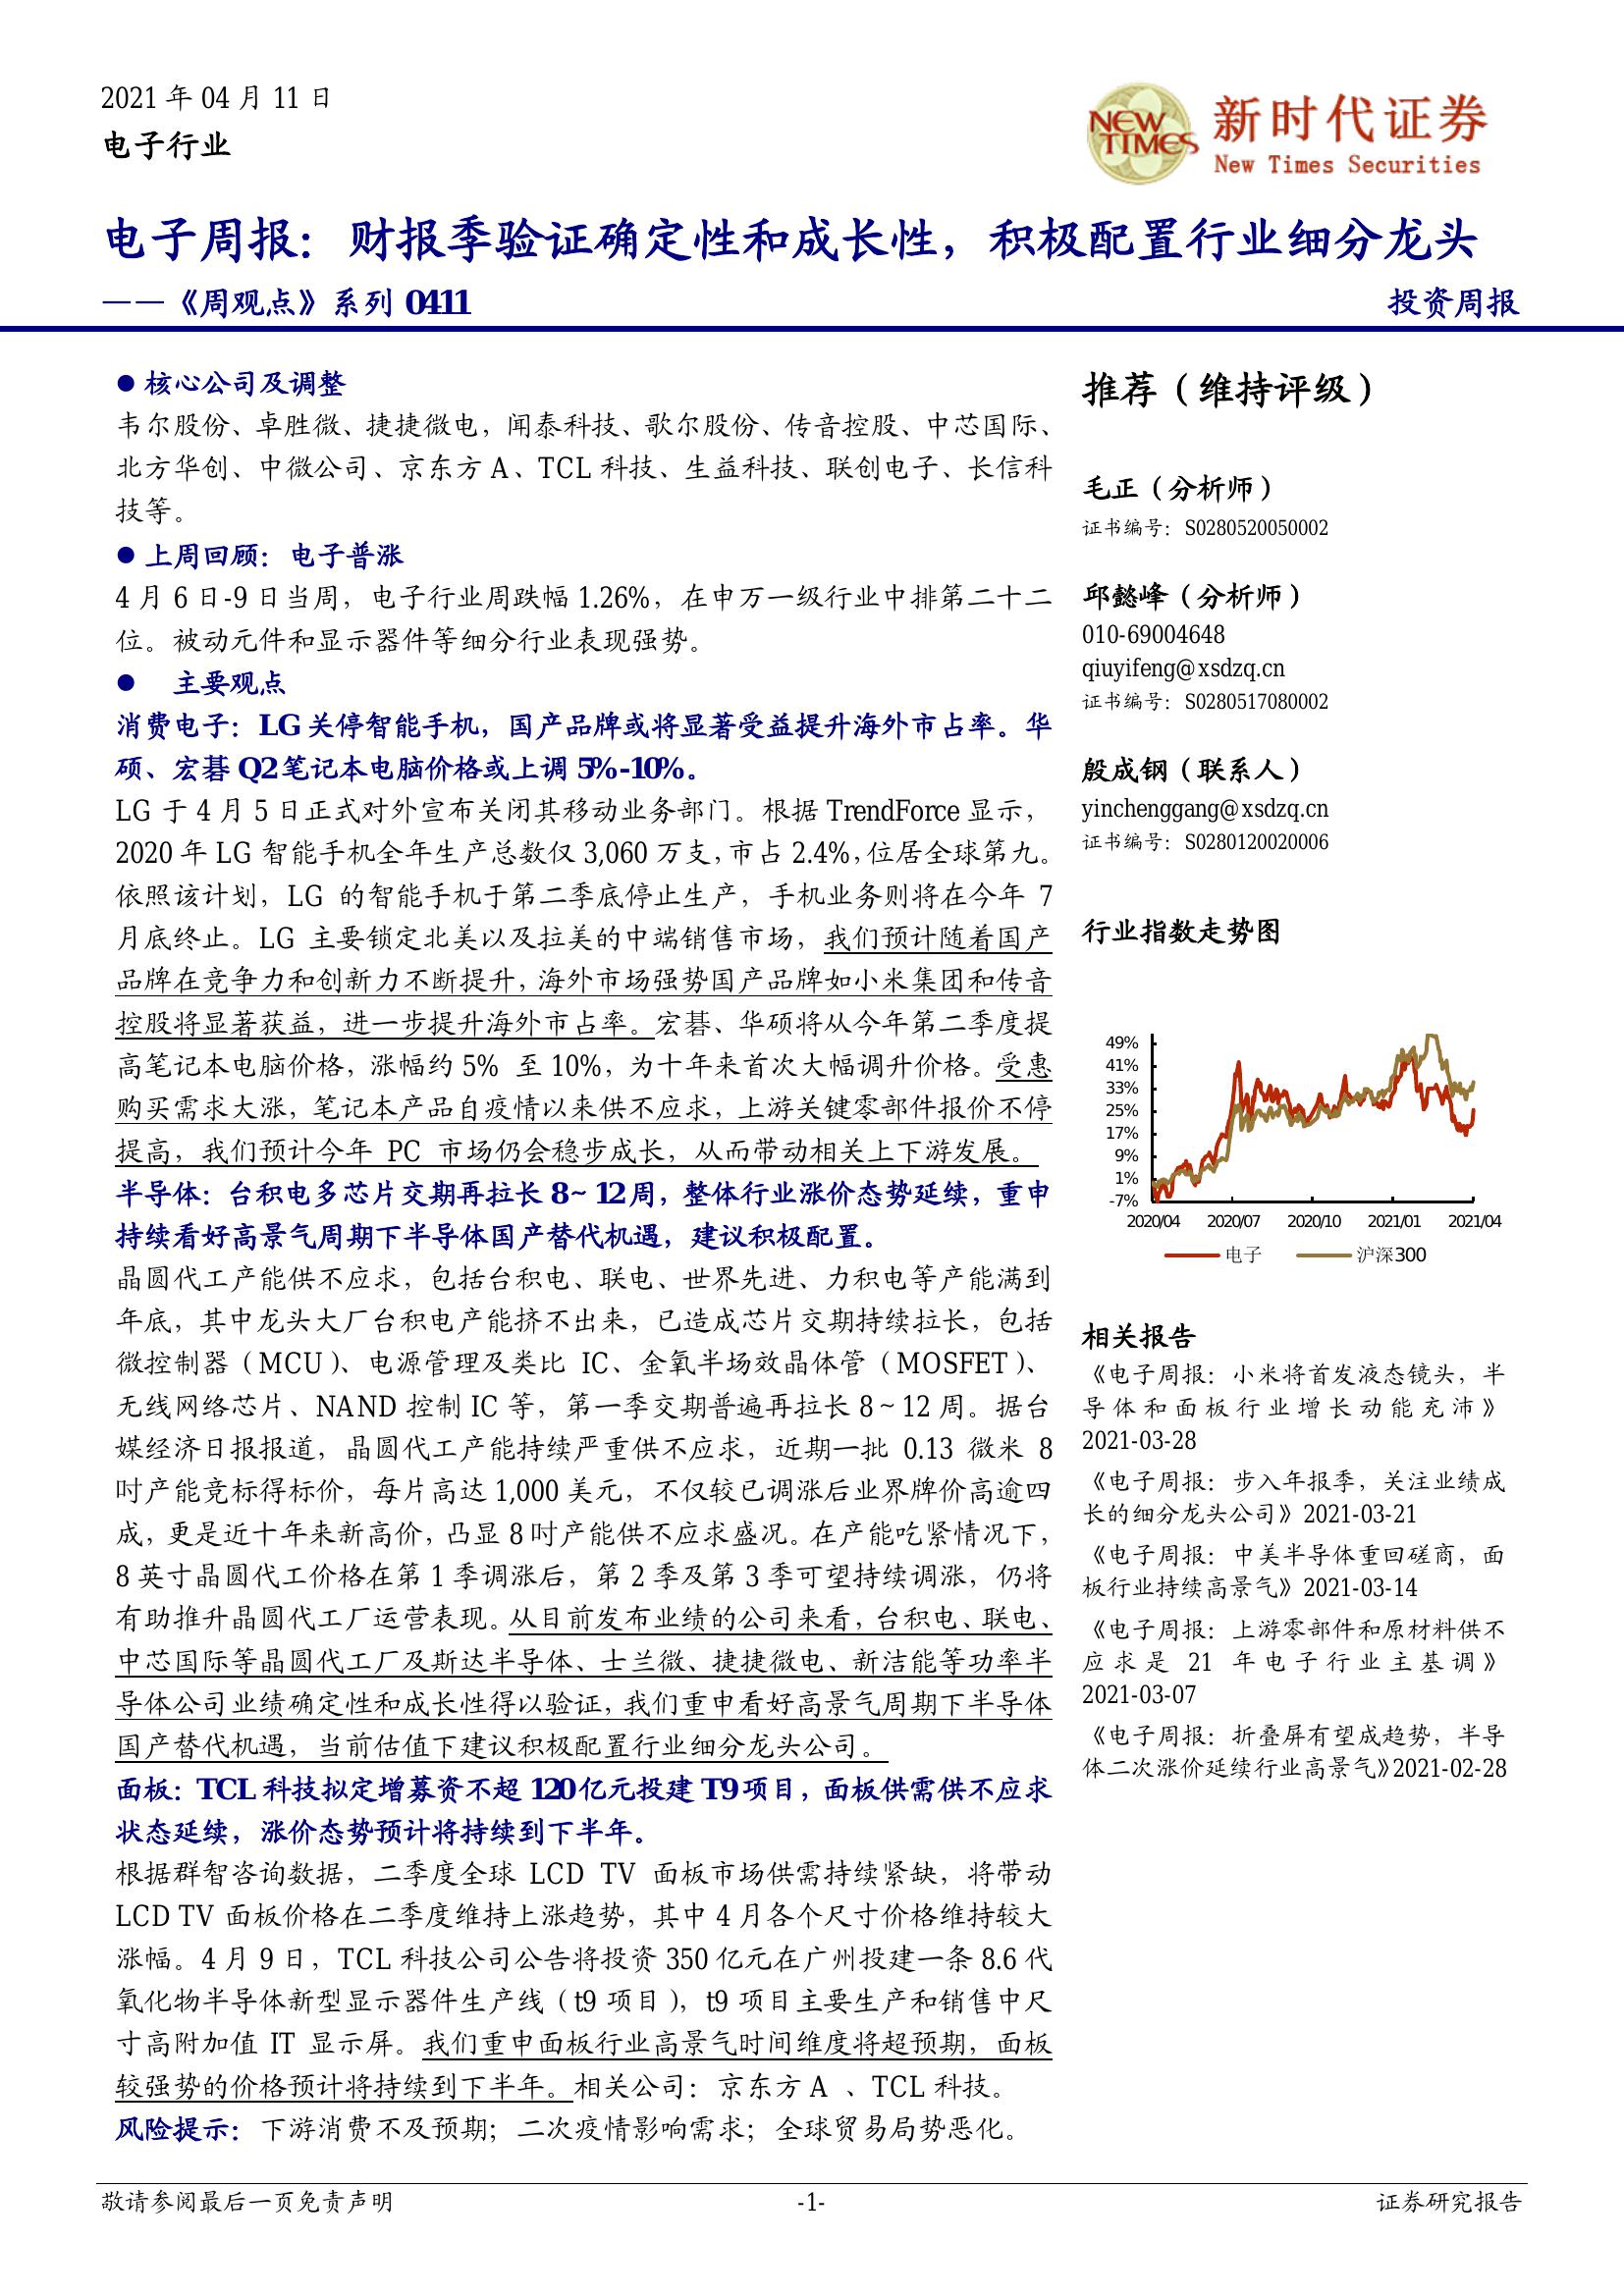 2021 年 04 月 11 日
电子行业
NEW
TIMES
新时代证券
New Times Securities
电子周报：财报季验证确定性和成长性，积极配置行业细分龙头
——《周观点》系列 0411
投资周报
● 核心公司及调整
韦尔股份、卓胜微、捷捷微电，闻泰科技、歌尔股份、传音控股、中芯国际、
北方华创、中微公司、京东方 A、TCL 科技、生益科技、联创电子、长信科
技等。
● 上周回顾：电子普涨
4 月 6 日-9 日当周，电子行业周跌幅 1.26%，在申万一级行业中排第二十二
位。被动元件和显示器件等细分行业表现强势。
● 主要观点
消费电子：LG 关停智能手机，国产品牌或将显著受益提升海外市占率。华
硕、宏碁 Q2 笔记本电脑价格或上调 5%-10%。
LG 于 4 月 5 日正式对外宣布关闭其移动业务部门。根据 TrendForce 显示，
2020 年 LG 智能手机全年生产总数仅 3,060 万支，市占 2.4%，位居全球第九。
依照该计划，LG 的智能手机于第二季底停止生产，手机业务则将在今年 7
月底终止。LG 主要锁定北美以及拉美的中端销售市场，我们预计随着国产
品牌在竞争力和创新力不断提升，海外市场强势国产品牌如小米集团和传音
控股将显著获益，进一步提升海外市占率。宏碁、华硕将从今年第二季度提
高笔记本电脑价格，涨幅约 5% 至 10%，为十年来首次大幅调升价格。受惠
购买需求大涨，笔记本产品自疫情以来供不应求，上游关键零部件报价不停
提高，我们预计今年 PC 市场仍会稳步成长，从而带动相关上下游发展。
半导体：台积电多芯片交期再拉长 8~12 周，整体行业涨价态势延续，重申
持续看好高景气周期下半导体国产替代机遇，建议积极配置。
晶圆代工产能供不应求，包括台积电、联电、世界先进、力积电等产能满到
年底，其中龙头大厂台积电产能挤不出来，已造成芯片交期持续拉长，包括
微控制器（MCU）、电源管理及类比 IC、金氧半场效晶体管（MOSFET）、
无线网络芯片、NAND 控制 IC 等，第一季交期普遍再拉长 8~12 周。据台
媒经济日报报道，晶圆代工产能持续严重供不应求，近期一批 0.13 微米 8
吋产能竞标得标价，每片高达 1,000 美元，不仅较已调涨后业界牌价高逾四
成，更是近十年来新高价，凸显 8 吋产能供不应求盛况。在产能吃紧情况下，
8 英寸晶圆代工价格在第 1 季调涨后，第 2 季及第 3 季可望持续调涨，仍将
有助推升晶圆代工厂运营表现。从目前发布业绩的公司来看，台积电、联电、
中芯国际等晶圆代工厂及斯达半导体、士兰微、捷捷微电、新洁能等功率半
导体公司业绩确定性和成长性得以验证，我们重申看好高景气周期下半导体
国产替代机遇，当前估值下建议积极配置行业细分龙头公司。
面板：TCL 科技拟定增募资不超 120 亿元投建 T9 项目，面板供需供不应求
状态延续，涨价态势预计将持续到下半年。
根据群智咨询数据，二季度全球 LCD TV 面板市场供需持续紧缺，将带动
LCD TV 面板价格在二季度维持上涨趋势，其中 4 月各个尺寸价格维持较大
涨幅。4 月 9 日，TCL 科技公司公告将投资 350 亿元在广州投建一条 8.6 代
氧化物半导体新型显示器件生产线（t9 项目），t9 项目主要生产和销售中尺
寸高附加值 IT 显示屏。我们重申面板行业高景气时间维度将超预期，面板
较强势的价格预计将持续到下半年。相关公司：京东方 A 、TCL 科技。
风险提示：下游消费不及预期；二次疫情影响需求；全球贸易局势恶化。
推荐（维持评级）
毛正（分析师）
证书编号：S0280520050002
邱懿峰（分析师）
010-69004648
qiuyifeng@xsdzq.cn
证书编号：S0280517080002
殷成钢（联系人）
yinchenggang@xsdzq.cn
证书编号：S0280120020006
行业指数走势图
49%
41%
33%
25%
17%
9%
1%
-7%
2020/04 2020/07 2020/10 2021/01 2021/04
电子 沪深300
相关报告
《电子周报：小米将首发液态镜头，半
导体和面板行业增长动能充沛》
2021-03-28
《电子周报：步入年报季，关注业绩成
长的细分龙头公司》2021-03-21
《电子周报：中美半导体重回磋商，面
板行业持续高景气》2021-03-14
《电子周报：上游零部件和原材料供不
应求是 21 年电子行业主基调》
2021-03-07
《电子周报：折叠屏有望成趋势，半导
体二次涨价延续行业高景气》2021-02-28
敬请参阅最后一页免责声明
-1-
证券研究报告